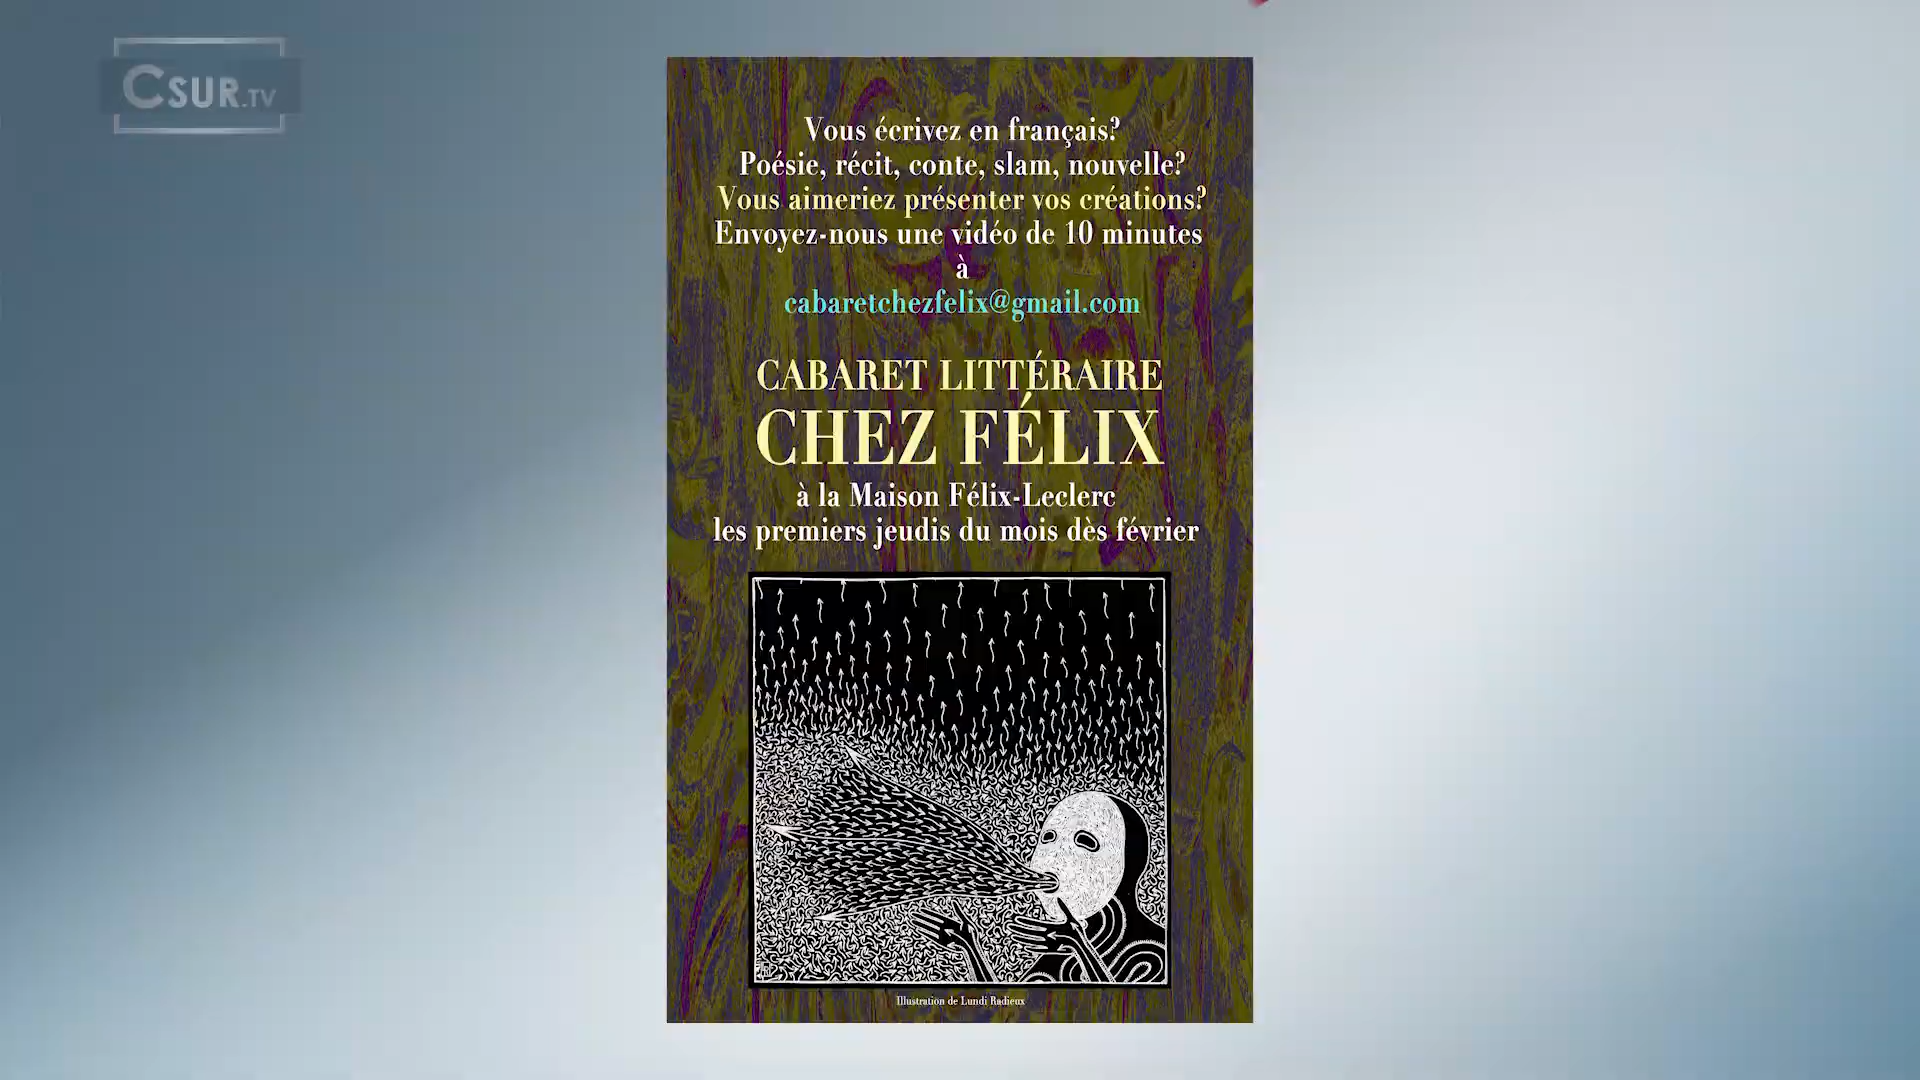 CSUR.TV
Vous écrivez en français?
Poésie, récit, conte, slam, nouvelle?
Vous aimeriez présenter vos créations?
Envoyez-nous une vidéo de 10 minutes
à
cabaretchezfelix@gmail.com
CABARET LITTÉRAIRE
CHEZ FÉLIX
à la Maison Félix-Leclerc
les premiers jeudis du mois dès février
Illustration de Lundi Radieux